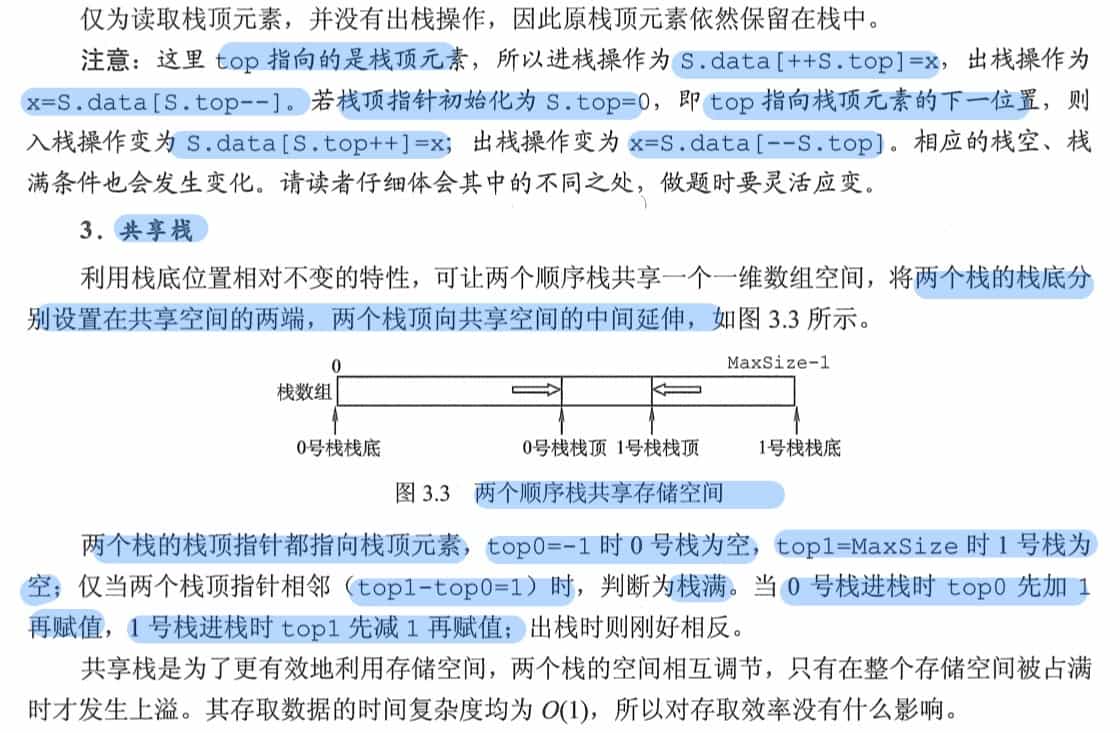 仅为读取栈顶元素，并没有出栈操作，因此原栈顶元素依然保留在栈中。
注意：这里 top 指向的是栈顶元素，所以进栈操作为 S.data[++S.top]=x，出栈操作为
x=S.data[S.top--]。若栈顶指针初始化为 S.top=0，即 top 指向栈顶元素的下一位置，则
入栈操作变为 S.data[S.top++]=x；出栈操作变为 x=S.data[--S.top]。相应的栈空、栈
满条件也会发生变化。请读者仔细体会其中的不同之处，做题时要灵活应变。
3．共享栈
利用栈底位置相对不变的特性，可让两个顺序栈共享一个一维数组空间，将两个栈的栈底分
别设置在共享空间的两端，两个栈顶向共享空间的中间延伸，如图 3.3 所示。
0 MaxSize-1
栈数组
0号栈栈底 0号栈栈顶 1号栈栈顶 1号栈栈底
图 3.3 两个顺序栈共享存储空间
两个栈的栈顶指针都指向栈顶元素，top0=-1 时 0 号栈为空，top1=MaxSize 时 1 号栈为
空；仅当两个栈顶指针相邻（top1-top0=1）时，判断为栈满。当 0 号栈进栈时 top0 先加 1
再赋值，1 号栈进栈时 top1 先减 1 再赋值；出栈时则刚好相反。
共享栈是为了更有效地利用存储空间，两个栈的空间相互调节，只有在整个存储空间被占满
时才发生上溢。其存取数据的时间复杂度均为 O(1)，所以对存取效率没有什么影响。